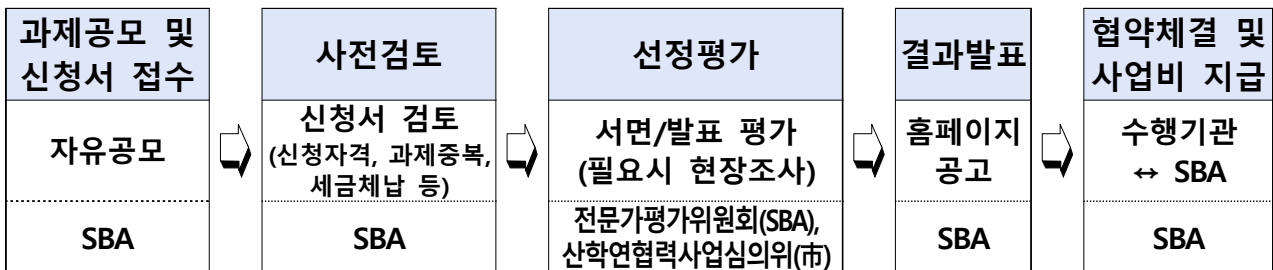 과제공모 및
신청서 접수
자유공모
SBA
사전검토
신청서 검토
(신청자격, 과제중복,
세금체납 등)
SBA
선정평가
서면/발표 평가
(필요시 현장조사)
전문가평가위원회(SBA),
산학연협력사업심의위(市)
결과발표
홈페이지
공고
SBA
협약체결 및
사업비 지급
수행기관
↔ SBA
SBA